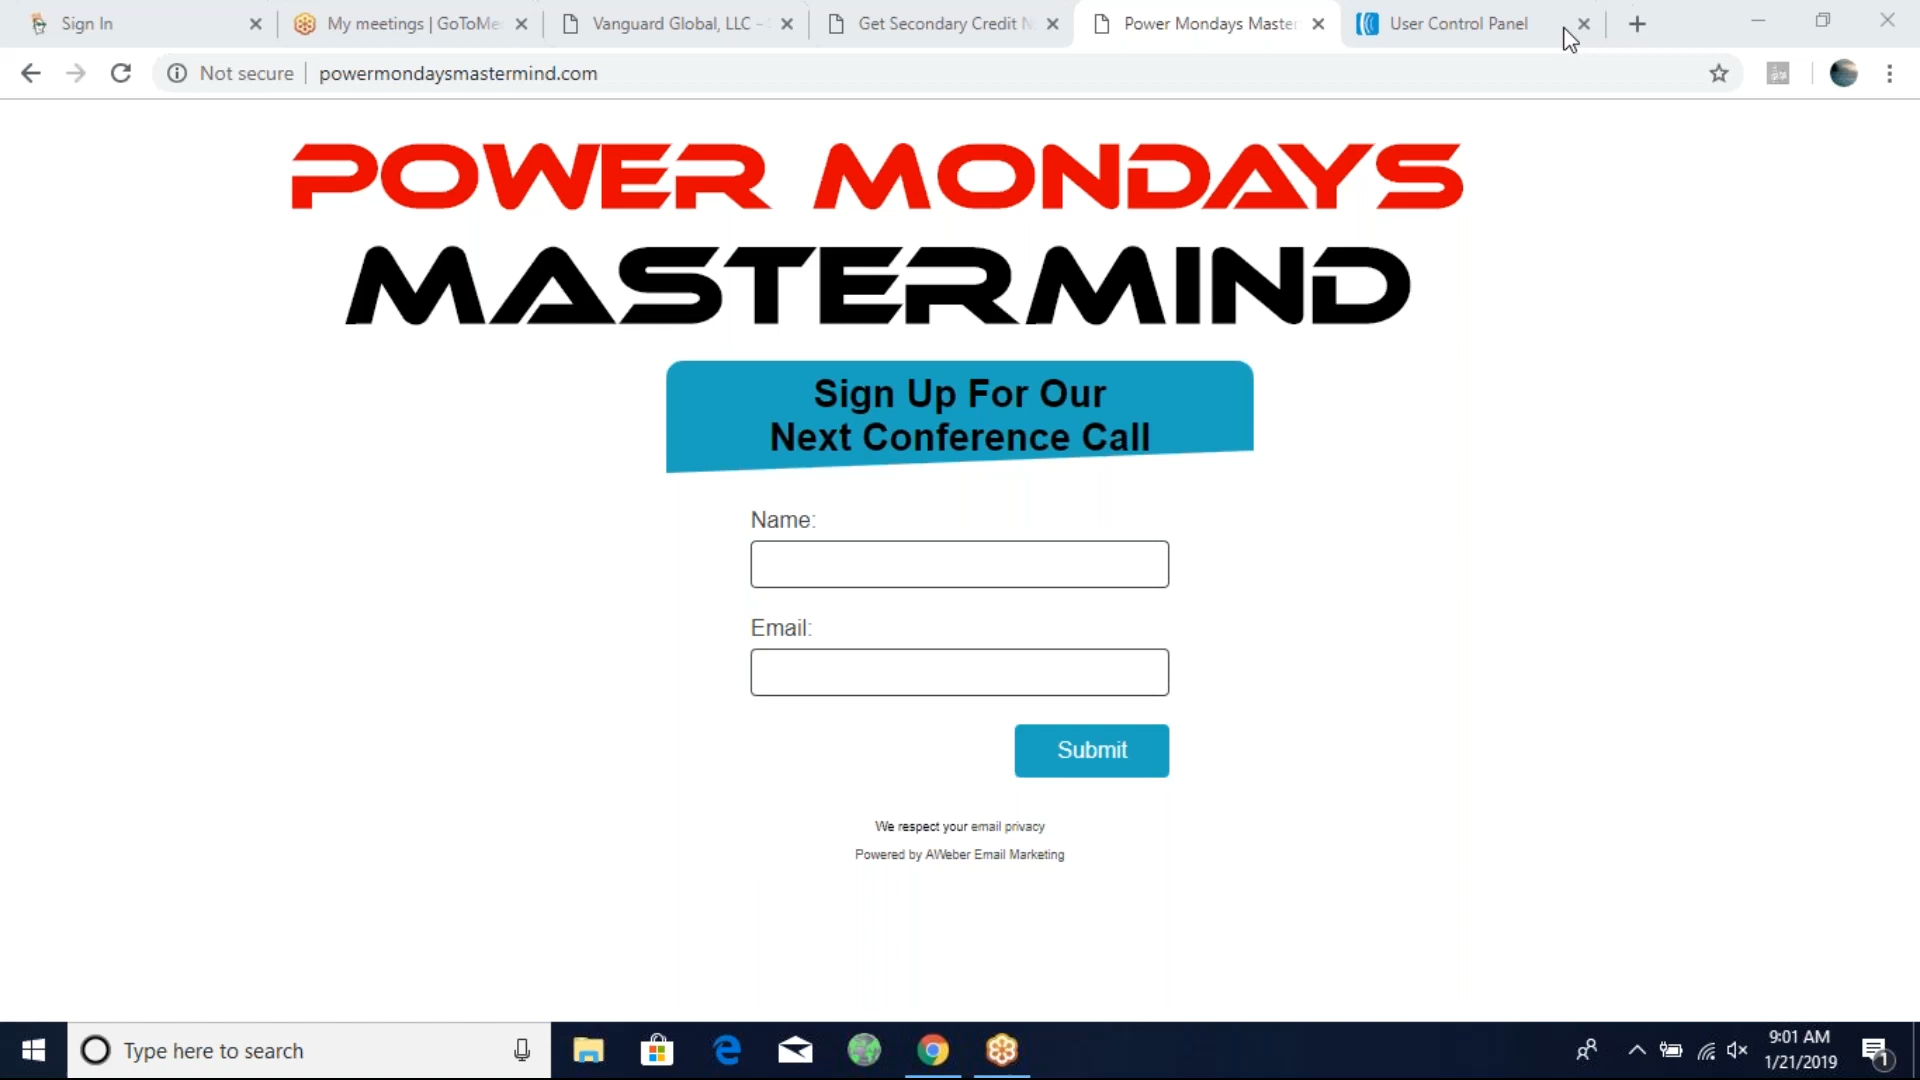 Sign In
My meetings | GoToMe
Vanguard Global, LLC –
Get Secondary Credit N
Power Mondays Master
User Control Panel
Not secure
powermondaysmastermind.com
POWER MONDAYS
MASTERMIND
Sign Up For Our
Next Conference Call
Name:
Email:
Submit
We respect your email privacy
Powered by AWeber Email Marketing
Type here to search
9:01 AM
1/21/2019
1